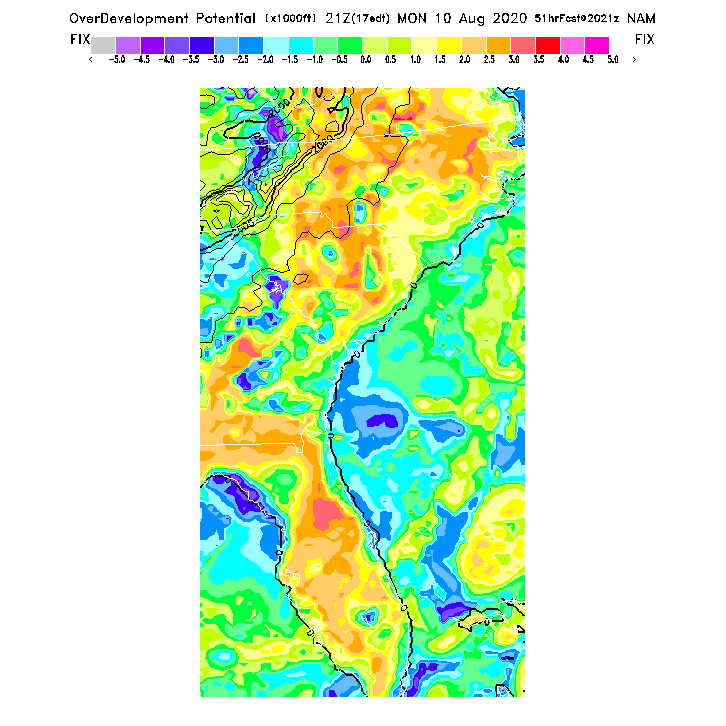 OverDevelopment Potential [x1000ft] 21Z(17edt) MON 10 Aug 2020 51hrFcst@2021z NAM
FIX FIX
< -5.0 -4.5 -4.0 -3.5 -3.0 -2.5 -2.0 -1.5 -1.0 -0.5 0.0 0.5 1.0 1.5 2.0 2.5 3.0 3.5 4.0 4.5 5.0 >
2000